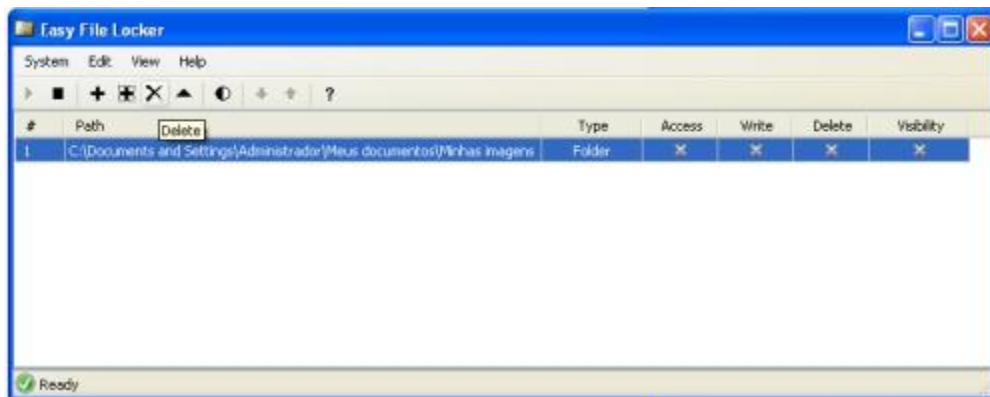 Easy File Locker
System Edit View Help
?
# Path Type Access Write Delete Visibility
Delete
1 C:\Documents and Settings\Administrador\Meus documentos\Minhas imagens Folder
Ready